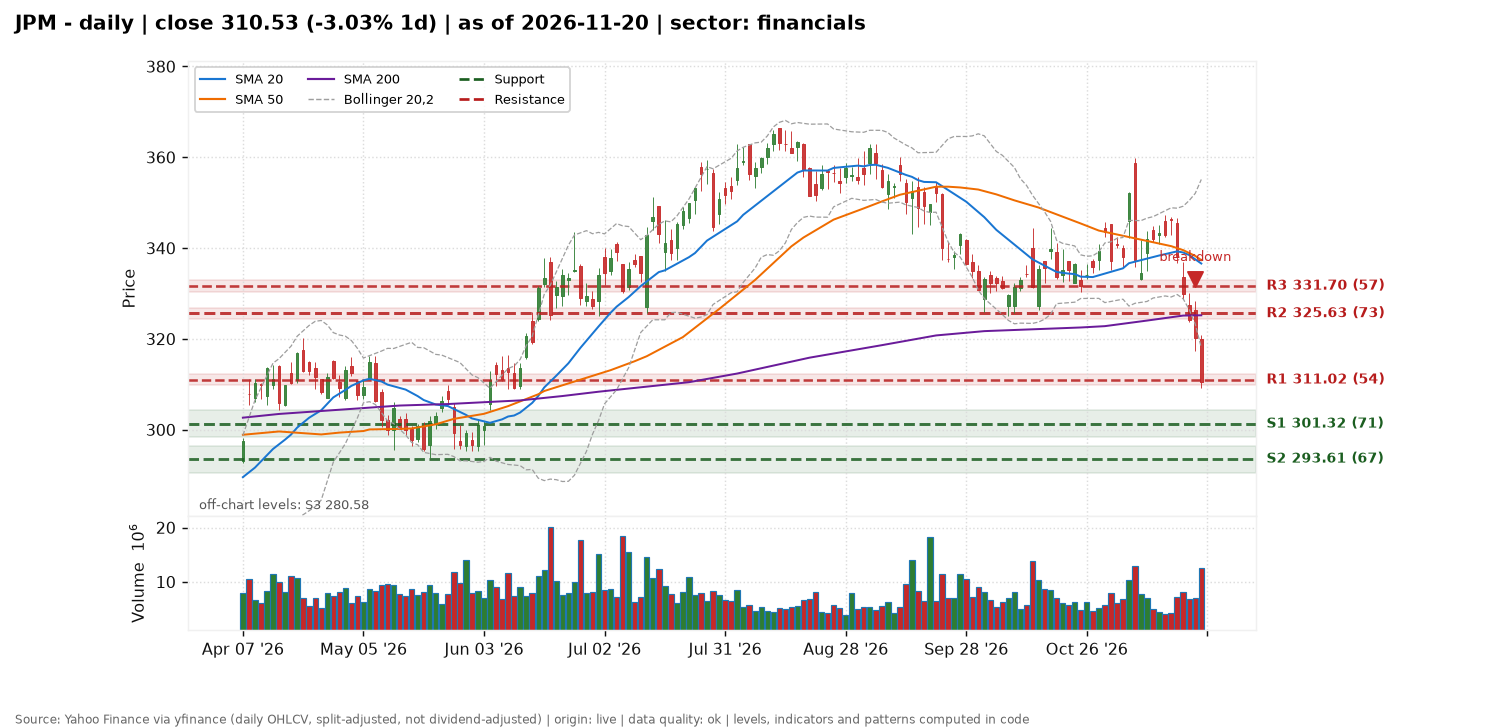 JPM - daily | close 310.53 (-3.03% 1d) | as of 2026-11-20 | sector: financials
SMA 20
SMA 50
SMA 200
Bollinger 20,2
Support
Resistance
Price
380
360
340
320
300
breakdown
R3 331.70 (57)
R2 325.63 (73)
R1 311.02 (54)
S1 301.32 (71)
S2 293.61 (67)
off-chart levels: S3 280.58
Volume 10⁶
20
10
Apr 07 '26
May 05 '26
Jun 03 '26
Jul 02 '26
Jul 31 '26
Aug 28 '26
Sep 28 '26
Oct 26 '26
Source: Yahoo Finance via yfinance (daily OHLCV, split-adjusted, not dividend-adjusted) | origin: live | data quality: ok | levels, indicators and patterns computed in code